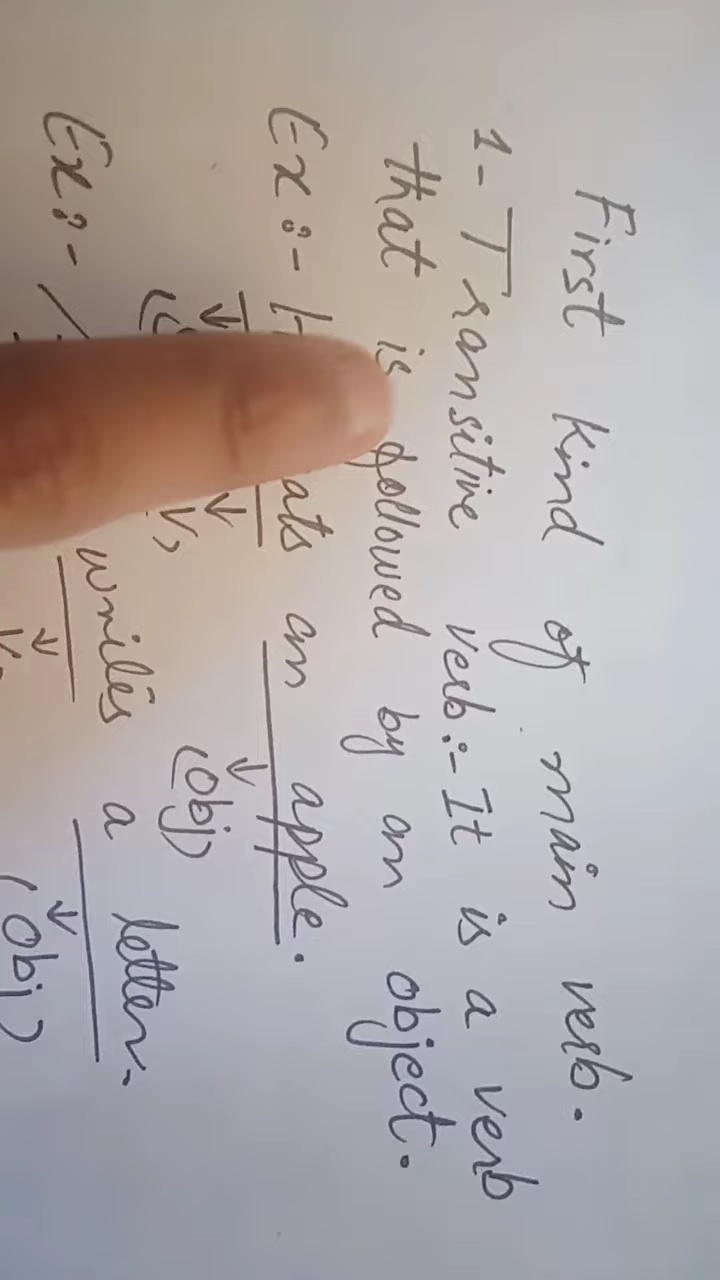 First kind of main verb.
1- Transitive verb:- It is a verb
that is followed by an object.
Ex:- ats an apple.
V, (Obj)
Ex:- writes a letter.
V. (Obj)